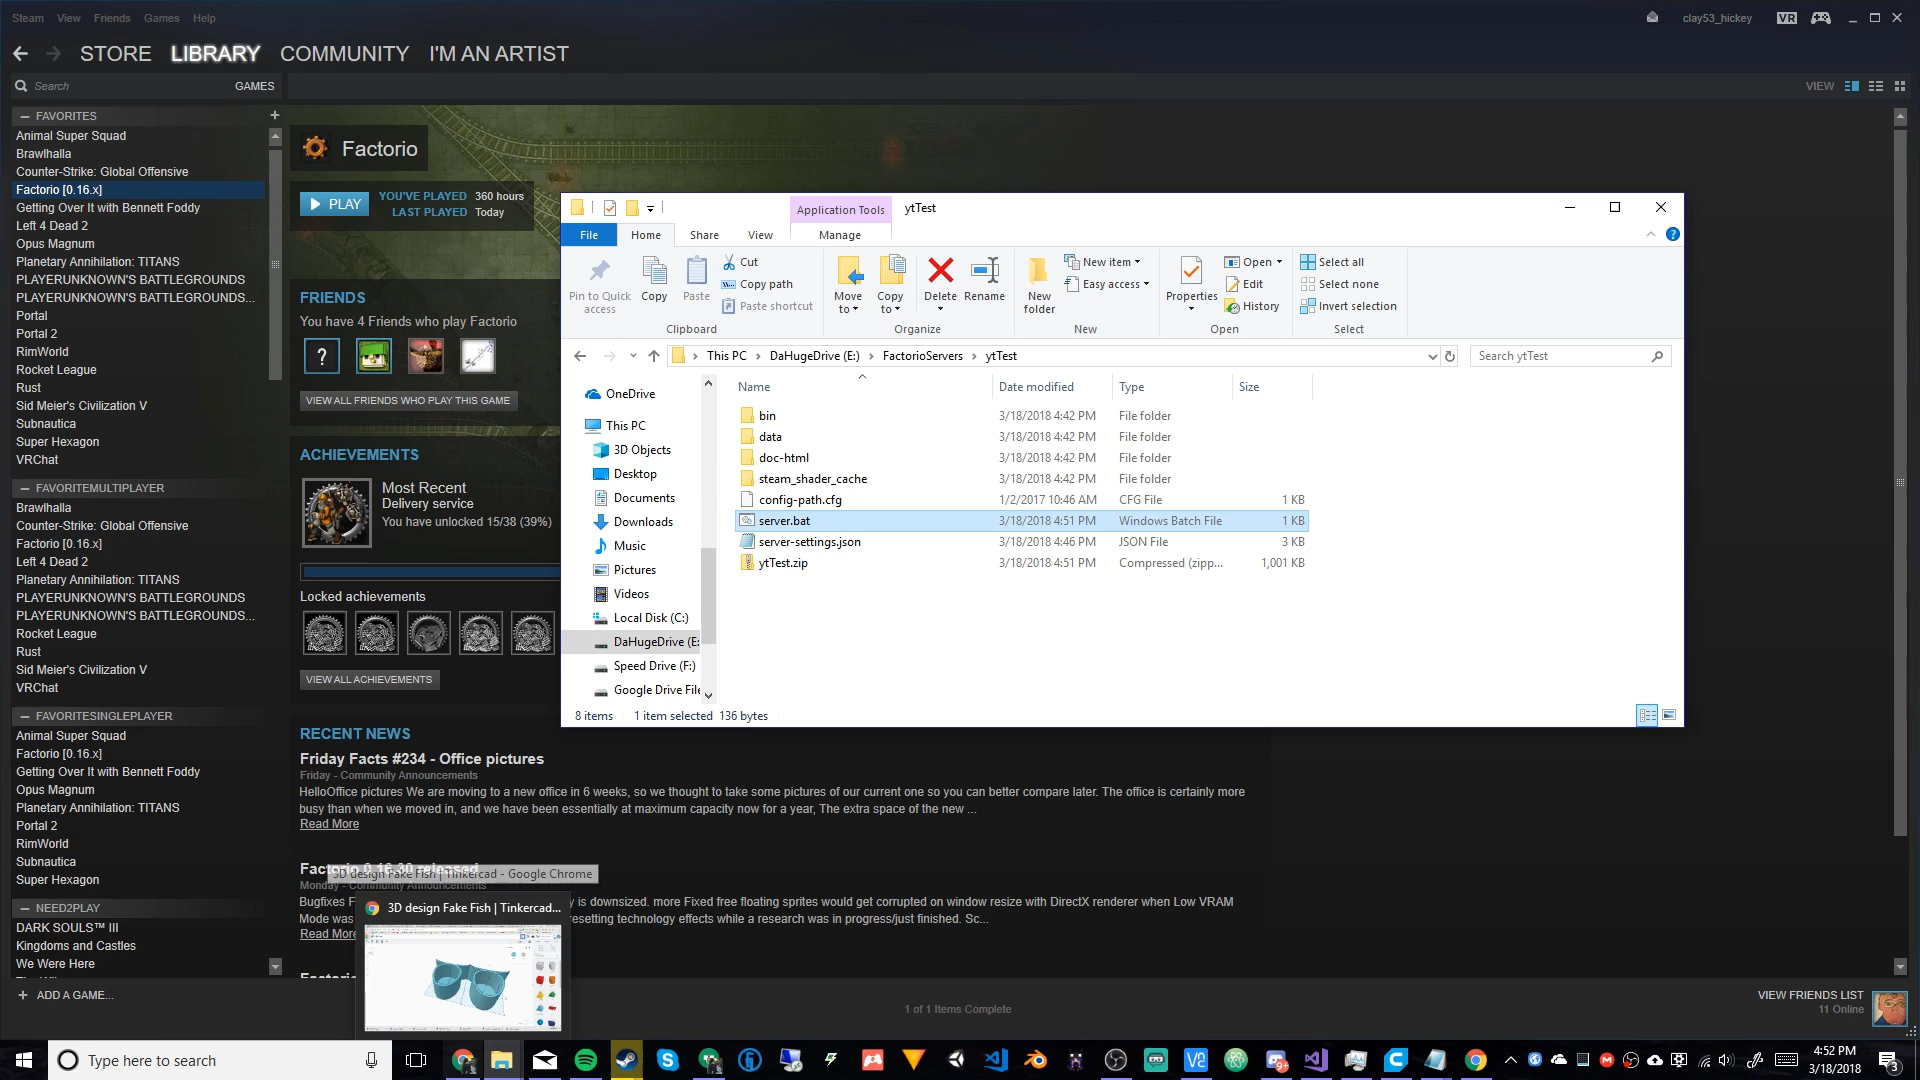 Steam View Friends Games Help
clay53_hickey VR
STORE LIBRARY COMMUNITY I'M AN ARTIST
Search GAMES
VIEW
FAVORITES
Animal Super Squad
Brawlhalla
Counter-Strike: Global Offensive
Factorio [0.16.x]
Getting Over It with Bennett Foddy
Left 4 Dead 2
Opus Magnum
Planetary Annihilation: TITANS
PLAYERUNKNOWN'S BATTLEGROUNDS
PLAYERUNKNOWN'S BATTLEGROUNDS...
Portal
Portal 2
RimWorld
Rocket League
Rust
Sid Meier's Civilization V
Subnautica
Super Hexagon
VRChat
FAVORITEMULTIPLAYER
Brawlhalla
Counter-Strike: Global Offensive
Factorio [0.16.x]
Left 4 Dead 2
Planetary Annihilation: TITANS
PLAYERUNKNOWN'S BATTLEGROUNDS
PLAYERUNKNOWN'S BATTLEGROUNDS...
Rocket League
Rust
Sid Meier's Civilization V
VRChat
FAVORITESINGLEPLAYER
Animal Super Squad
Factorio [0.16.x]
Getting Over It with Bennett Foddy
Opus Magnum
Planetary Annihilation: TITANS
Portal 2
RimWorld
Subnautica
Super Hexagon
NEED2PLAY
DARK SOULS™ III
Kingdoms and Castles
We Were Here
+ ADD A GAME...
Factorio
PLAY
YOU'VE PLAYED 360 hours
LAST PLAYED Today
FRIENDS
You have 4 Friends who play Factorio
?
VIEW ALL FRIENDS WHO PLAY THIS GAME
ACHIEVEMENTS
Most Recent
Delivery service
You have unlocked 15/38 (39%)
Locked achievements
VIEW ALL ACHIEVEMENTS
RECENT NEWS
Friday Facts #234 - Office pictures
Friday - Community Announcements
HelloOffice pictures We are moving to a new office in 6 weeks, so we thought to take some pictures of our current one so you can better compare later. The office is certainly more
busy than when we moved in, and we have been essentially at maximum capacity now for a year, The extra space of the new ...
Read More
Factorio 0.16.30 released
3D design Fake Fish | Tinkercad - Google Chrome
Monday - Community Announcements
Bugfixes F
y is downsized. more Fixed free floating sprites would get corrupted on window resize with DirectX renderer when Low VRAM
Mode was
resetting technology effects while a research was in progress/just finished. Sc...
Read More
Factorio
3D design Fake Fish | Tinkercad...
1 of 1 Items Complete
VIEW FRIENDS LIST
11 Online
Application Tools ytTest
File Home Share View Manage
Pin to Quick access
Copy
Paste
Cut
Copy path
Paste shortcut
Clipboard
Move to
Copy to
Delete
Rename
Organize
New folder
New item
Easy access
New
Properties
Open
Edit
History
Open
Select all
Select none
Invert selection
Select
This PC DaHugeDrive (E:) FactorioServers ytTest
Search ytTest
OneDrive
This PC
3D Objects
Desktop
Documents
Downloads
Music
Pictures
Videos
Local Disk (C:)
DaHugeDrive (E:
Speed Drive (F:)
Google Drive File
Name Date modified Type Size
bin 3/18/2018 4:42 PM File folder
data 3/18/2018 4:42 PM File folder
doc-html 3/18/2018 4:42 PM File folder
steam_shader_cache 3/18/2018 4:42 PM File folder
config-path.cfg 1/2/2017 10:46 AM CFG File 1 KB
server.bat 3/18/2018 4:51 PM Windows Batch File 1 KB
server-settings.json 3/18/2018 4:46 PM JSON File 3 KB
ytTest.zip 3/18/2018 4:51 PM Compressed (zipp... 1,001 KB
8 items 1 item selected 136 bytes
Type here to search
4:52 PM
3/18/2018
3